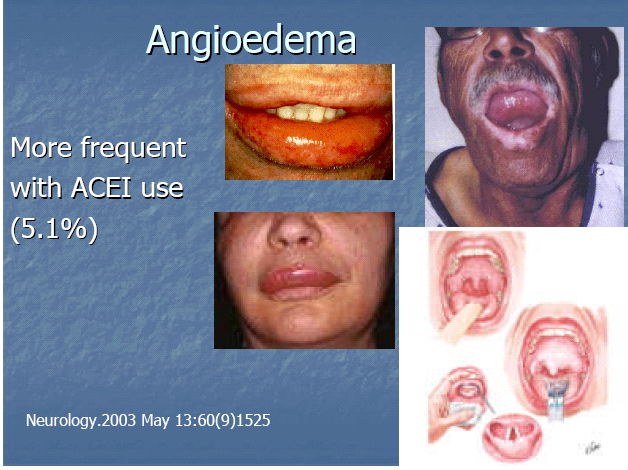 Angioedema
More frequent
with ACEI use
(5.1%)
Neurology.2003 May 13:60(9)1525